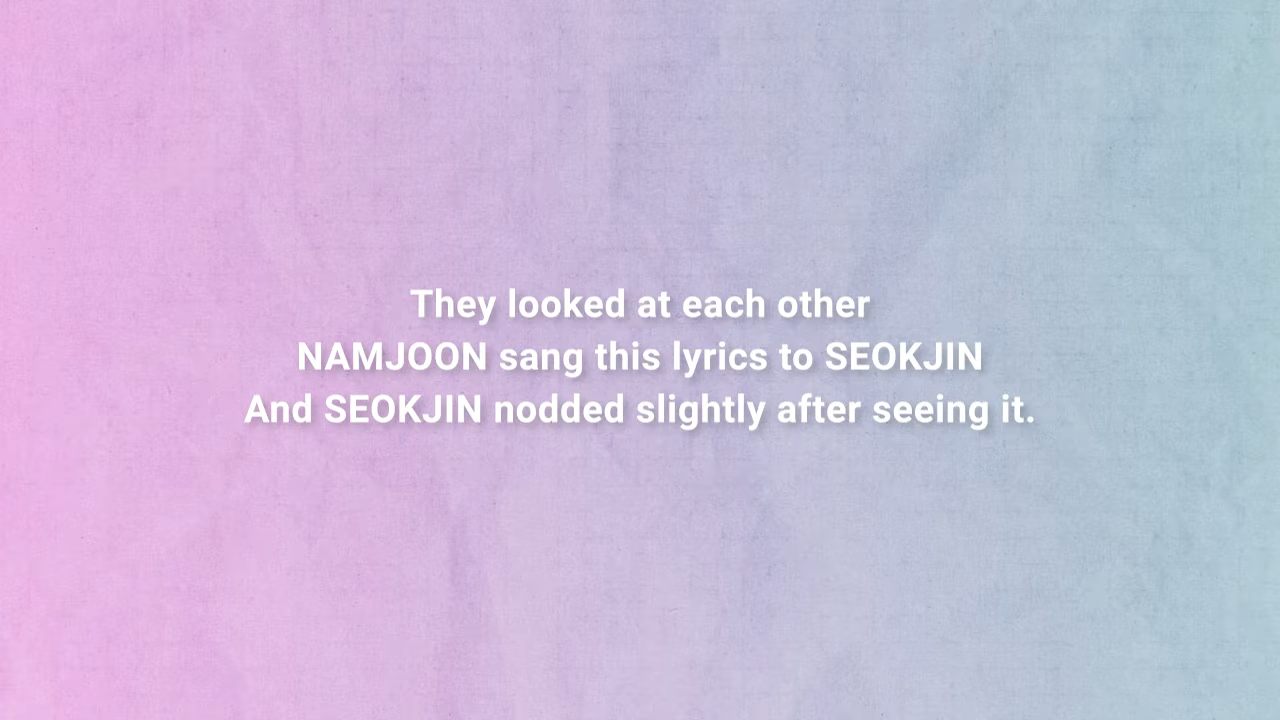 They looked at each other
NAMJOON sang this lyrics to SEOKJIN
And SEOKJIN nodded slightly after seeing it.